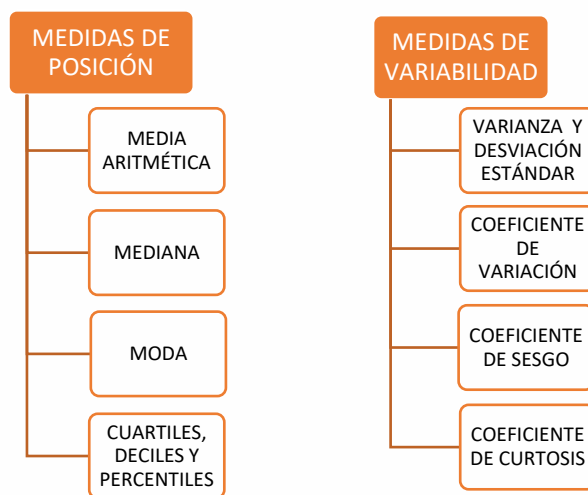 MEDIDAS DE
POSICIÓN
MEDIA
ARITMÉTICA
MEDIANA
MODA
CUARTILES,
DECILES Y
PERCENTILES
MEDIDAS DE
VARIABILIDAD
VARIANZA Y
DESVIACIÓN
ESTÁNDAR
COEFICIENTE
DE
VARIACIÓN
COEFICIENTE
DE SESGO
COEFICIENTE
DE CURTOSIS